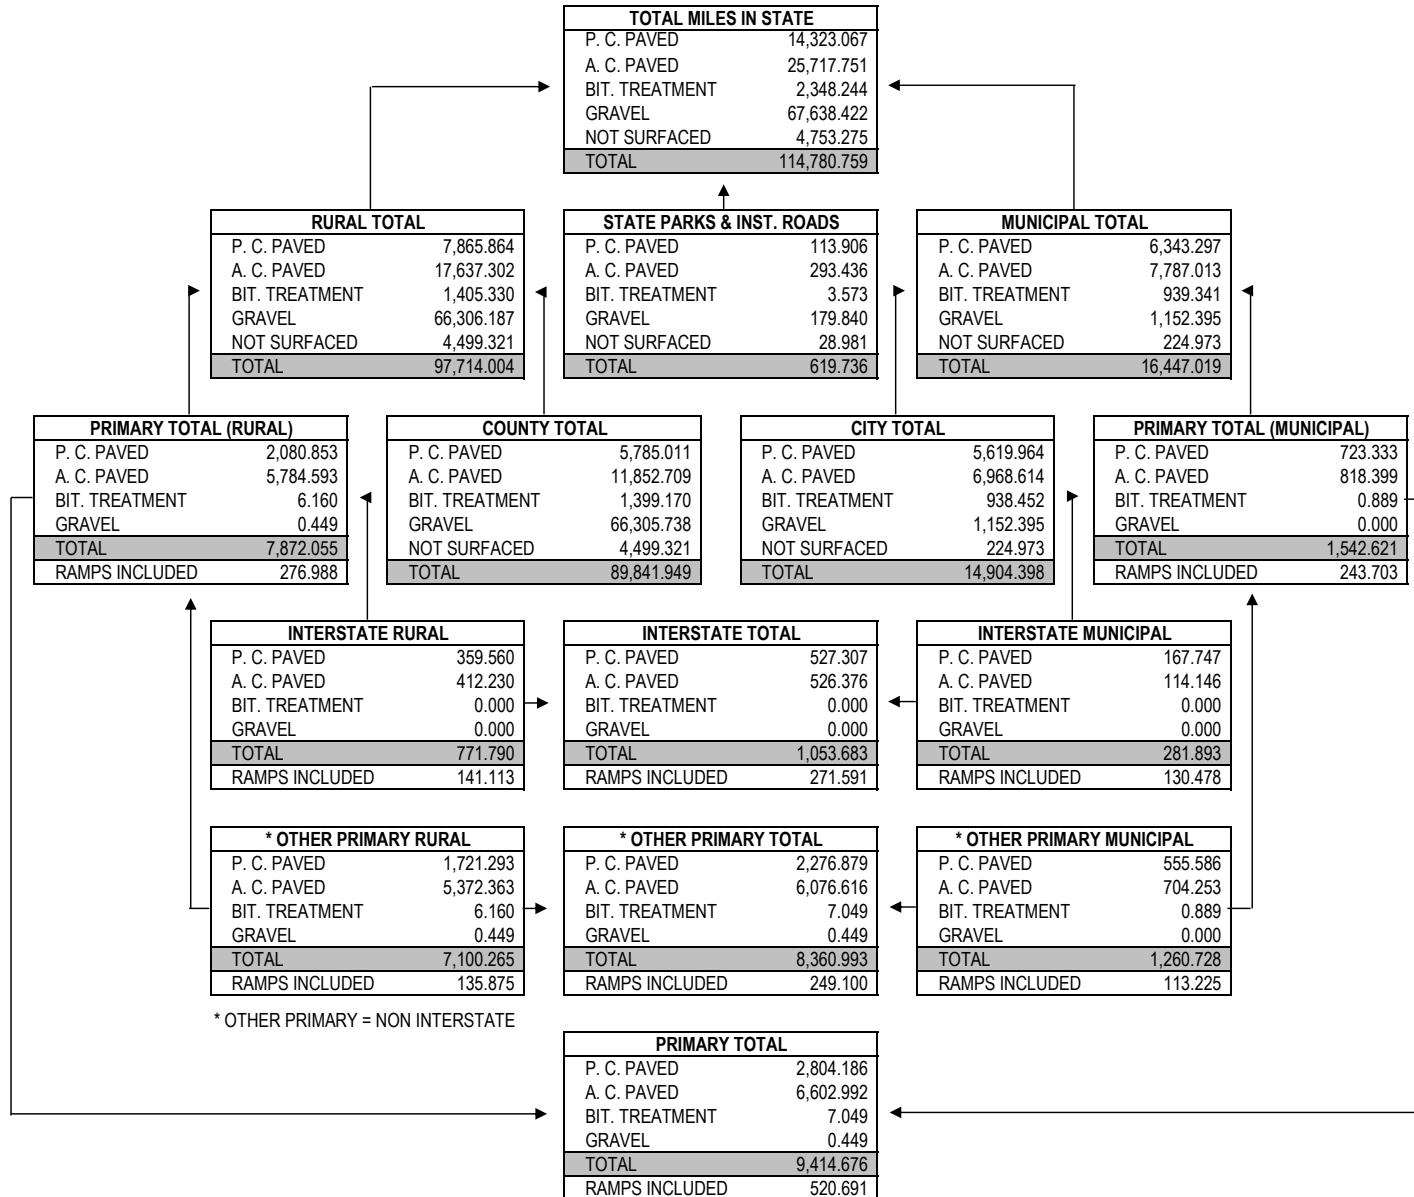 TOTAL MILES IN STATE
P. C. PAVED 14,323.067
A. C. PAVED 25,717.751
BIT. TREATMENT 2,348.244
GRAVEL 67,638.422
NOT SURFACED 4,753.275
TOTAL 114,780.759
RURAL TOTAL
P. C. PAVED 7,865.864
A. C. PAVED 17,637.302
BIT. TREATMENT 1,405.330
GRAVEL 66,306.187
NOT SURFACED 4,499.321
TOTAL 97,714.004
STATE PARKS & INST. ROADS
P. C. PAVED 113.906
A. C. PAVED 293.436
BIT. TREATMENT 3.573
GRAVEL 179.840
NOT SURFACED 28.981
TOTAL 619.736
MUNICIPAL TOTAL
P. C. PAVED 6,343.297
A. C. PAVED 7,787.013
BIT. TREATMENT 939.341
GRAVEL 1,152.395
NOT SURFACED 224.973
TOTAL 16,447.019
PRIMARY TOTAL (RURAL)
P. C. PAVED 2,080.853
A. C. PAVED 5,784.593
BIT. TREATMENT 6.160
GRAVEL 0.449
TOTAL 7,872.055
RAMPS INCLUDED 276.988
COUNTY TOTAL
P. C. PAVED 5,785.011
A. C. PAVED 11,852.709
BIT. TREATMENT 1,399.170
GRAVEL 66,305.738
NOT SURFACED 4,499.321
TOTAL 89,841.949
CITY TOTAL
P. C. PAVED 5,619.964
A. C. PAVED 6,968.614
BIT. TREATMENT 938.452
GRAVEL 1,152.395
NOT SURFACED 224.973
TOTAL 14,904.398
PRIMARY TOTAL (MUNICIPAL)
P. C. PAVED 723.333
A. C. PAVED 818.399
BIT. TREATMENT 0.889
GRAVEL 0.000
TOTAL 1,542.621
RAMPS INCLUDED 243.703
INTERSTATE RURAL
P. C. PAVED 359.560
A. C. PAVED 412.230
BIT. TREATMENT 0.000
GRAVEL 0.000
TOTAL 771.790
RAMPS INCLUDED 141.113
INTERSTATE TOTAL
P. C. PAVED 527.307
A. C. PAVED 526.376
BIT. TREATMENT 0.000
GRAVEL 0.000
TOTAL 1,053.683
RAMPS INCLUDED 271.591
INTERSTATE MUNICIPAL
P. C. PAVED 167.747
A. C. PAVED 114.146
BIT. TREATMENT 0.000
GRAVEL 0.000
TOTAL 281.893
RAMPS INCLUDED 130.478
* OTHER PRIMARY RURAL
P. C. PAVED 1,721.293
A. C. PAVED 5,372.363
BIT. TREATMENT 6.160
GRAVEL 0.449
TOTAL 7,100.265
RAMPS INCLUDED 135.875
* OTHER PRIMARY TOTAL
P. C. PAVED 2,276.879
A. C. PAVED 6,076.616
BIT. TREATMENT 7.049
GRAVEL 0.449
TOTAL 8,360.993
RAMPS INCLUDED 249.100
* OTHER PRIMARY MUNICIPAL
P. C. PAVED 555.586
A. C. PAVED 704.253
BIT. TREATMENT 0.889
GRAVEL 0.000
TOTAL 1,260.728
RAMPS INCLUDED 113.225
* OTHER PRIMARY = NON INTERSTATE
PRIMARY TOTAL
P. C. PAVED 2,804.186
A. C. PAVED 6,602.992
BIT. TREATMENT 7.049
GRAVEL 0.449
TOTAL 9,414.676
RAMPS INCLUDED 520.691